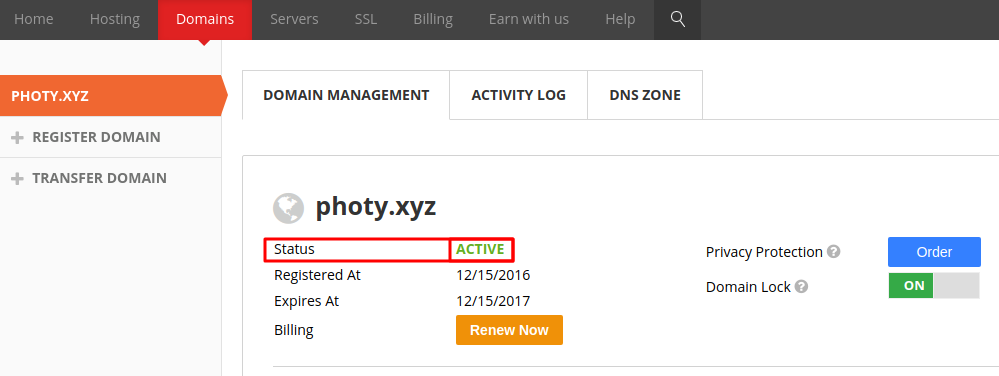 Home Hosting Domains Servers SSL Billing Earn with us Help
PHOTY.XYZ
REGISTER DOMAIN
TRANSFER DOMAIN
DOMAIN MANAGEMENT ACTIVITY LOG DNS ZONE
photy.xyz
Status ACTIVE
Registered At 12/15/2016
Expires At 12/15/2017
Billing Renew Now
Privacy Protection ? Order
Domain Lock ? ON